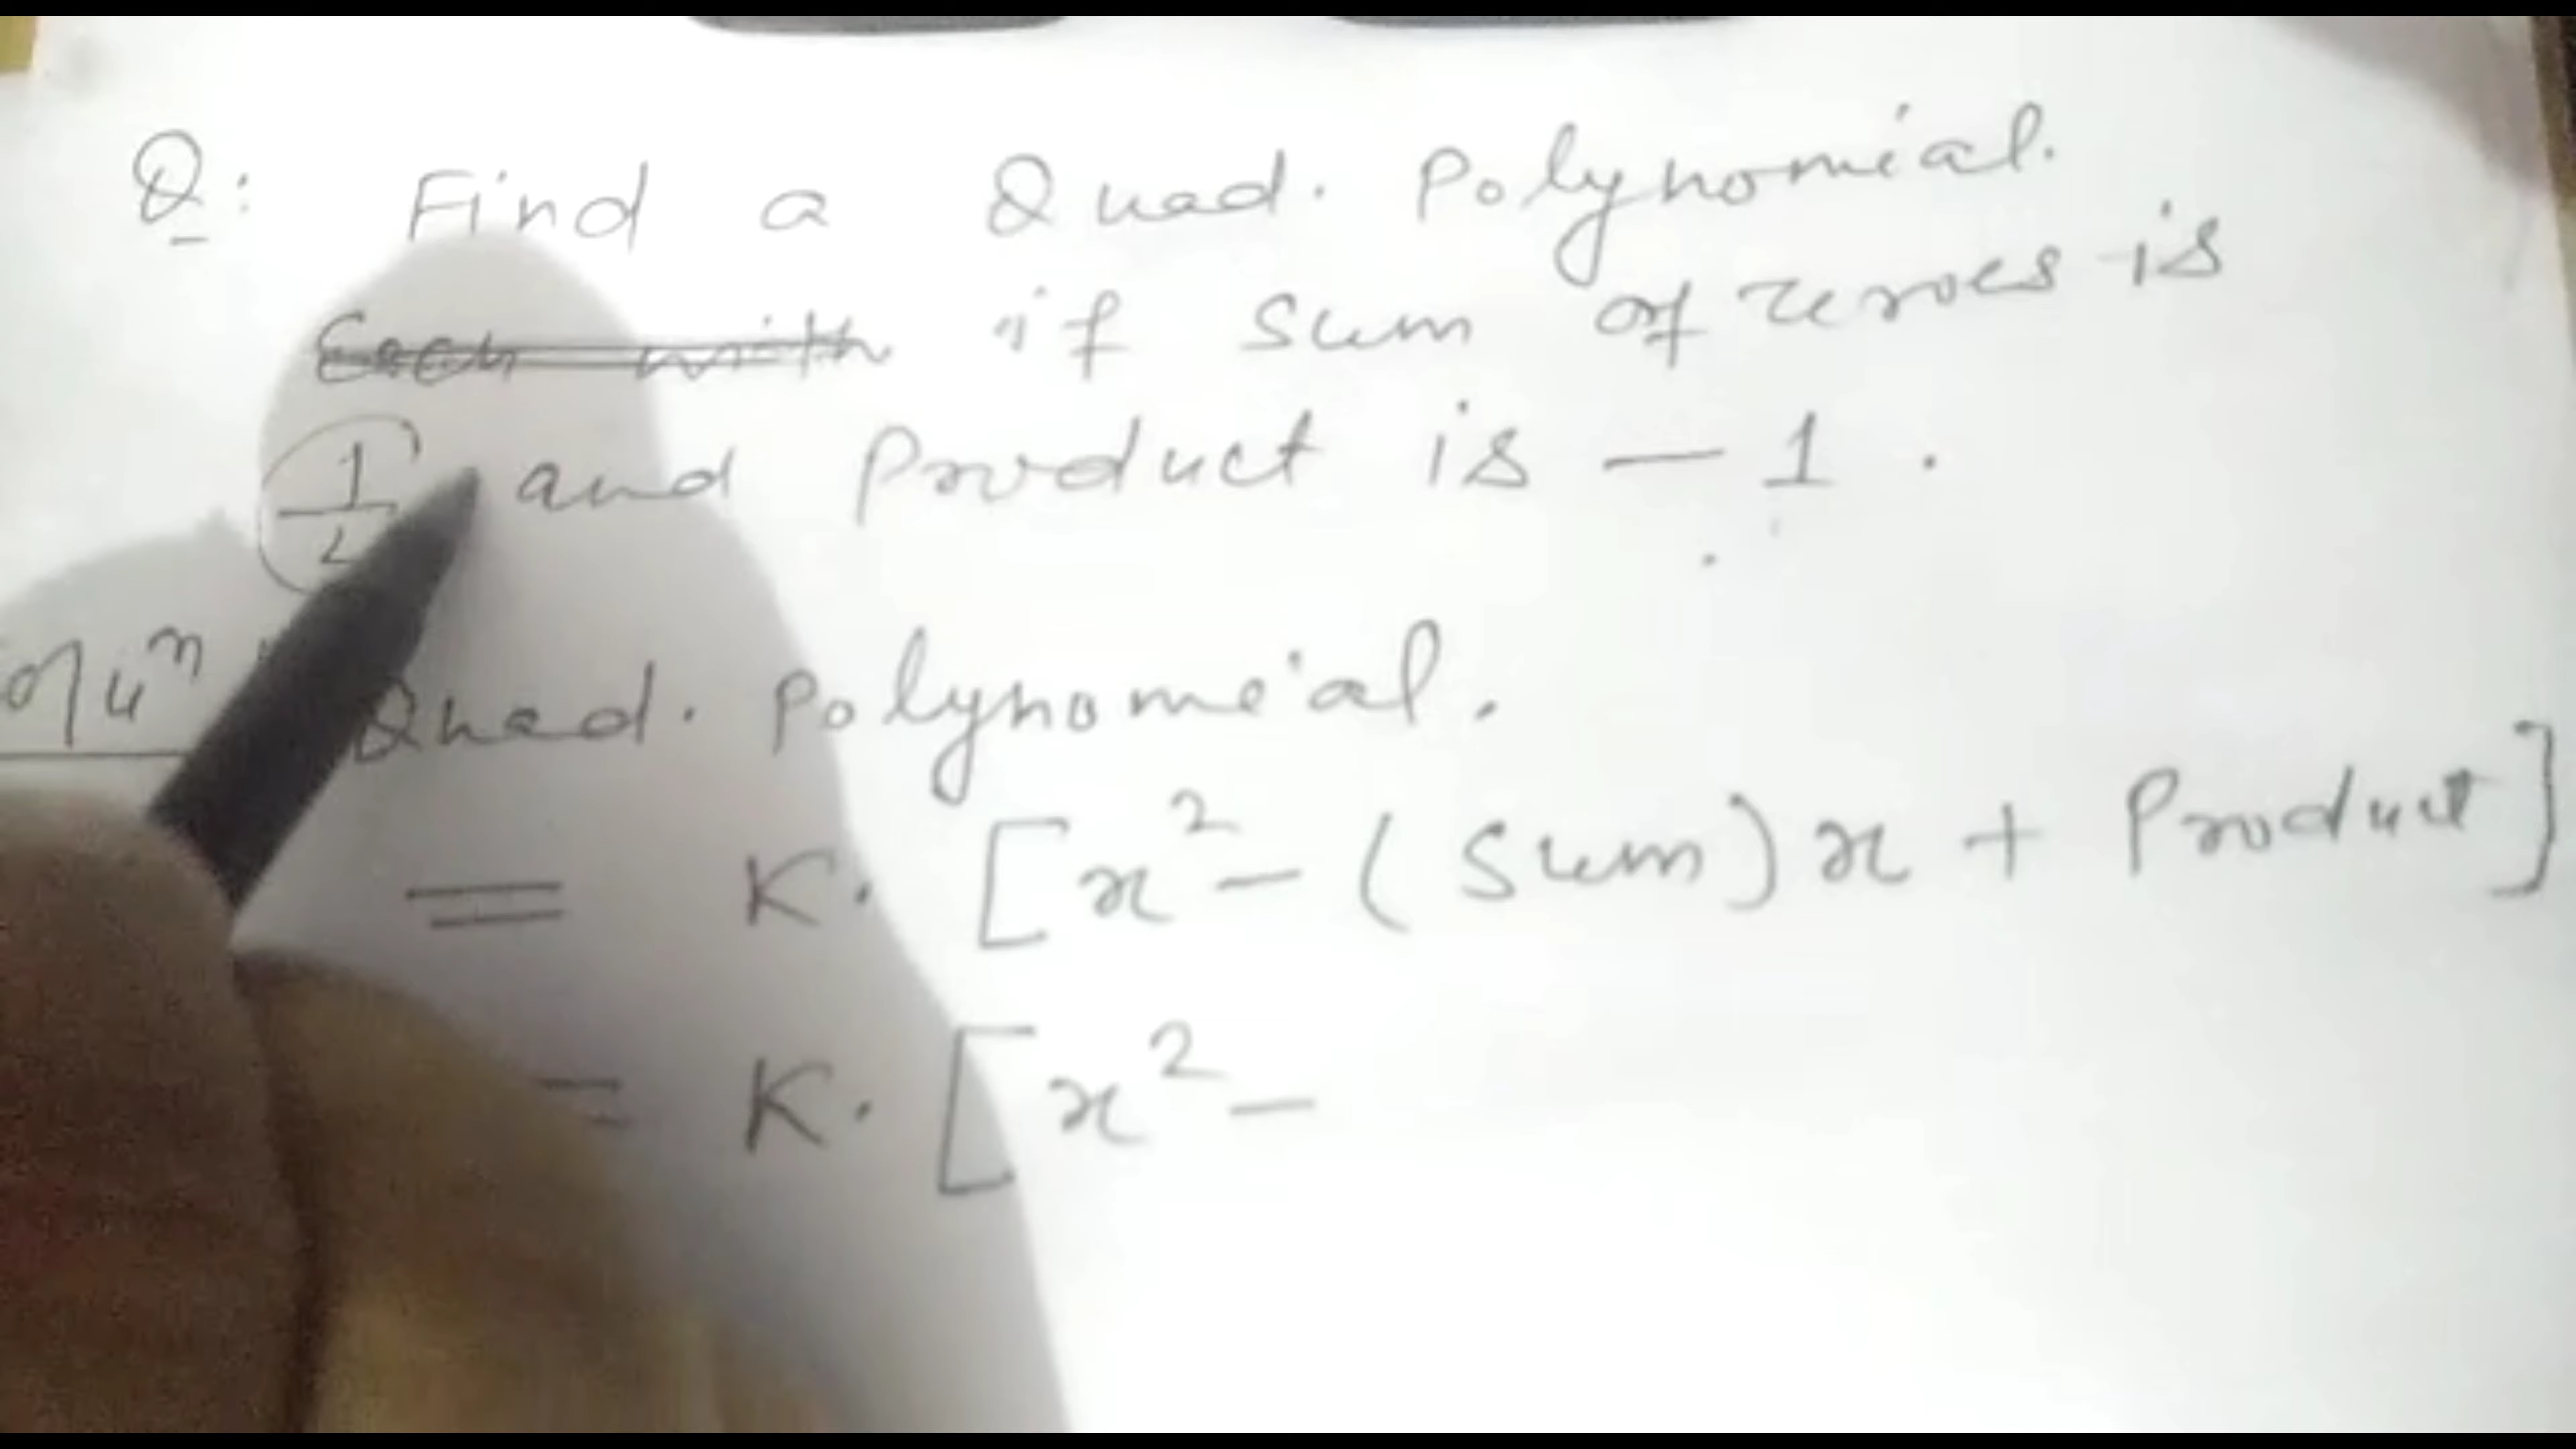 Q: Find a Quad. Polynomial.
if sum of zeroes is
and Product is - 1 .
Quad. Polynomial.
= K. [x² - (Sum) x + Product]
= K. [x² -